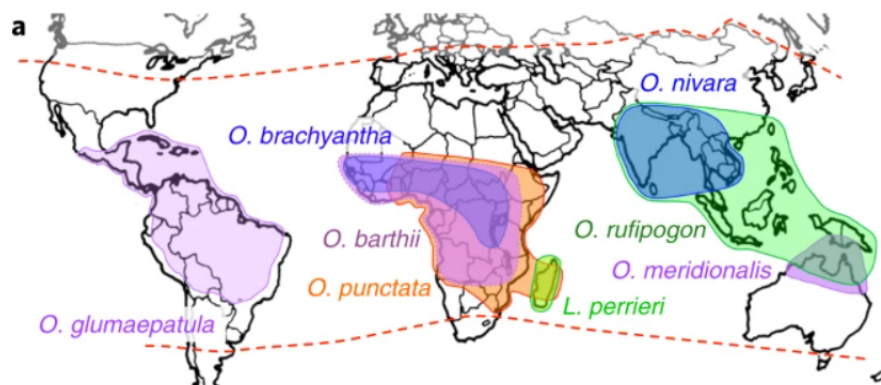 a
O. nivara
O. brachyantha
O. rufipogon
O. barthii
O. meridionalis
O. punctata
L. perrieri
O. glumaepatula